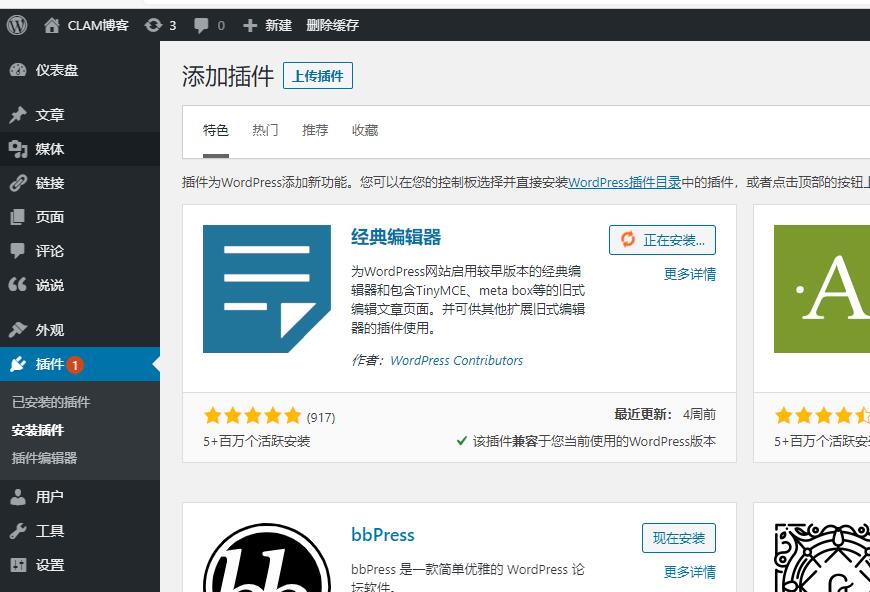 CLAM博客 3 0 新建 删除缓存
仪表盘
文章
媒体
链接
页面
评论
说说
外观
插件 1
已安装的插件
安装插件
插件编辑器
用户
工具
设置
添加插件 上传插件
特色 热门 推荐 收藏
插件为WordPress添加新功能。您可以在您的控制板选择并直接安装WordPress插件目录中的插件，或者点击顶部的按钮上
经典编辑器
正在安装...
更多详情
为WordPress网站启用较早版本的经典编
辑器和包含TinyMCE、meta box等的旧式
编辑文章页面。并可供其他扩展旧式编辑
器的插件使用。
作者：WordPress Contributors
(917)
5+百万个活跃安装
最近更新： 4周前
该插件兼容于您当前使用的WordPress版本
·A
5+百万个活跃安
bb
bbPress
现在安装
更多详情
bbPress 是一款简单优雅的 WordPress 论
坛软件。
G